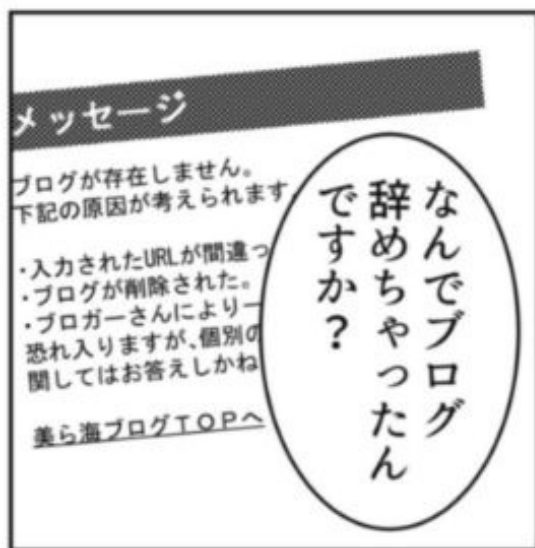 メッセージ
ブログが存在しません。
下記の原因が考えられます
・入力されたURLが間違っ
・ブログが削除された。
・ブロガーさんにより一
恐れ入りますが、個別の
関してはお答えしかね
美ら海ブログTOPへ
なんでブログ
辞めちゃったん
ですか？